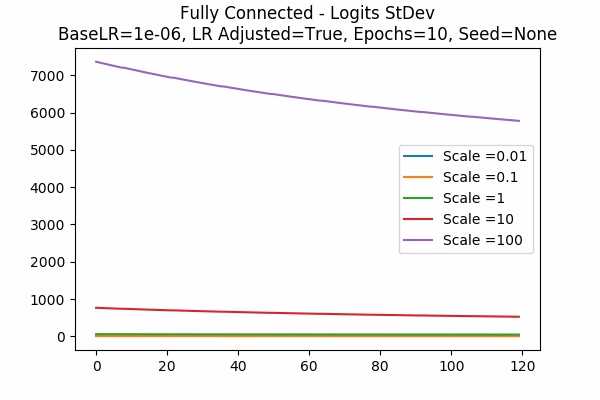 Fully Connected - Logits StDev
BaseLR=1e-06, LR Adjusted=True, Epochs=10, Seed=None
7000
6000
5000
4000
3000
2000
1000
0
Scale =0.01
Scale =0.1
Scale =1
Scale =10
Scale =100
0 20 40 60 80 100 120